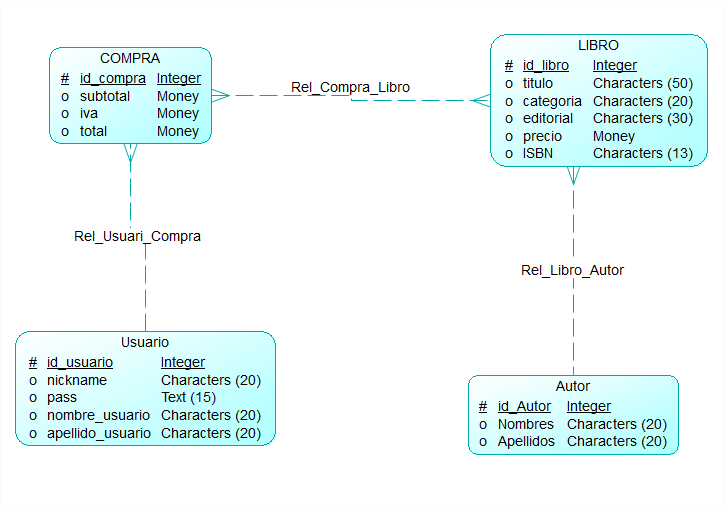 COMPRA
# id_compra Integer
o subtotal Money
o iva Money
o total Money
Rel_Compra_Libro
LIBRO
# id_libro Integer
o titulo Characters (50)
o categoria Characters (20)
o editorial Characters (30)
o precio Money
o ISBN Characters (13)
Rel_Usuari_Compra
Rel_Libro_Autor
Usuario
# id_usuario Integer
o nickname Characters (20)
o pass Text (15)
o nombre_usuario Characters (20)
o apellido_usuario Characters (20)
Autor
# id_Autor Integer
o Nombres Characters (20)
o Apellidos Characters (20)